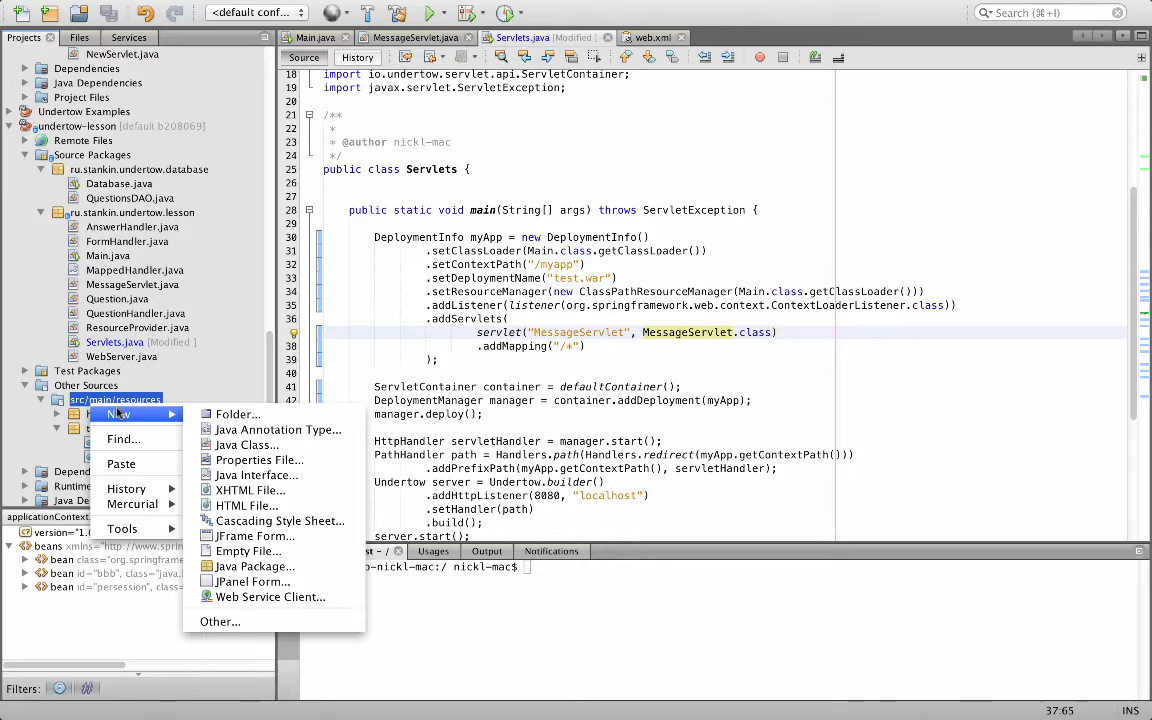 <default conf...
Search (⌘+I)
Projects
Files
Services
Main.java
MessageServlet.java
Servlets.java [Modified]
web.xml
Source
History
NewServlet.java
Dependencies
Java Dependencies
Project Files
Undertow Examples
undertow-lesson [default b208069]
Remote Files
Source Packages
ru.stankin.undertow.database
Database.java
QuestionsDAO.java
ru.stankin.undertow.lesson
AnswerHandler.java
FormHandler.java
Main.java
MappedHandler.java
MessageServlet.java
Question.java
QuestionHandler.java
ResourceProvider.java
Servlets.java [Modified ]
WebServer.java
Test Packages
Other Sources
src/main/resources
Depen
Runtim
Java De
New
Find...
Paste
History
Mercurial
Tools
Folder...
Java Annotation Type...
Java Class...
Properties File...
Java Interface...
XHTML File...
HTML File...
Cascading Style Sheet...
JFrame Form...
Empty File...
Java Package...
JPanel Form...
Web Service Client...
Other...
18 import io.undertow.servlet.api.ServletContainer;
19 import javax.servlet.ServletException;
20
21 /**
22 *
23 * @author nickl-mac
24 */
25 public class Servlets {
26
27
28 public static void main(String[] args) throws ServletException {
29
30 DeploymentInfo myApp = new DeploymentInfo()
31 .setClassLoader(Main.class.getClassLoader())
32 .setContextPath("/myapp")
33 .setDeploymentName("test.war")
34 .setResourceManager(new ClassPathResourceManager(Main.class.getClassLoader()))
35 .addListener(listener(org.springframework.web.context.ContextLoaderListener.class))
36 .addServlets(
servlet("MessageServlet", MessageServlet.class)
38 .addMapping("/*")
39 );
40
41 ServletContainer container = defaultContainer();
42 DeploymentManager manager = container.addDeployment(myApp);
manager.deploy();
HttpHandler servletHandler = manager.start();
PathHandler path = Handlers.path(Handlers.redirect(myApp.getContextPath()))
.addPrefixPath(myApp.getContextPath(), servletHandler);
Undertow server = Undertow.builder()
.addHttpListener(8080, "localhost")
.setHandler(path)
.build();
server.start();
applicationContext
version="1.0
beans xmlns="http://www.spring
bean class="org.springfram
bean id="bbb", class="java.
bean id="persession", class
Filters:
Usages
Output
Notifications
-nickl-mac:/ nickl-mac$
37:65
INS